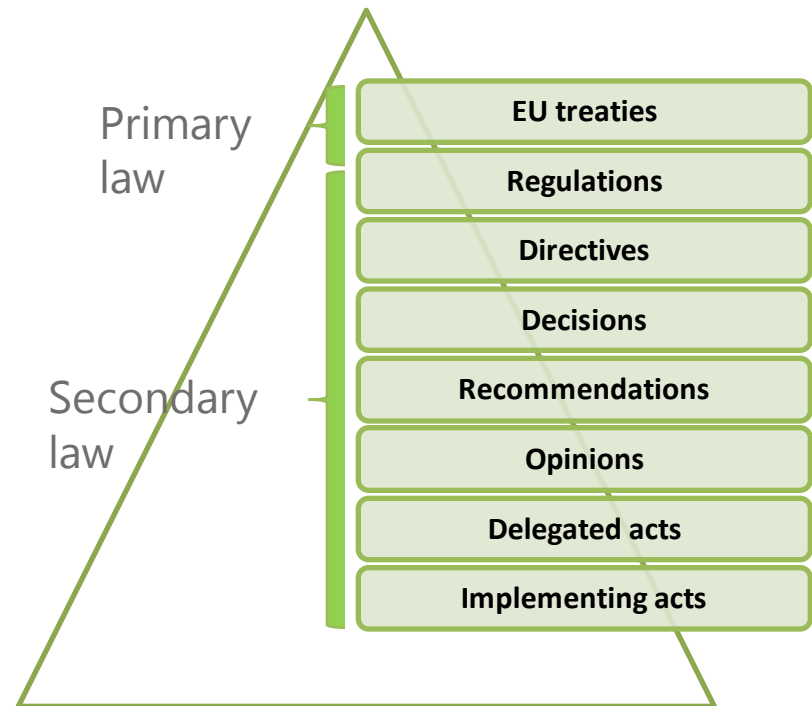 Primary
law
EU treaties
Regulations
Directives
Decisions
Secondary
law
Recommendations
Opinions
Delegated acts
Implementing acts